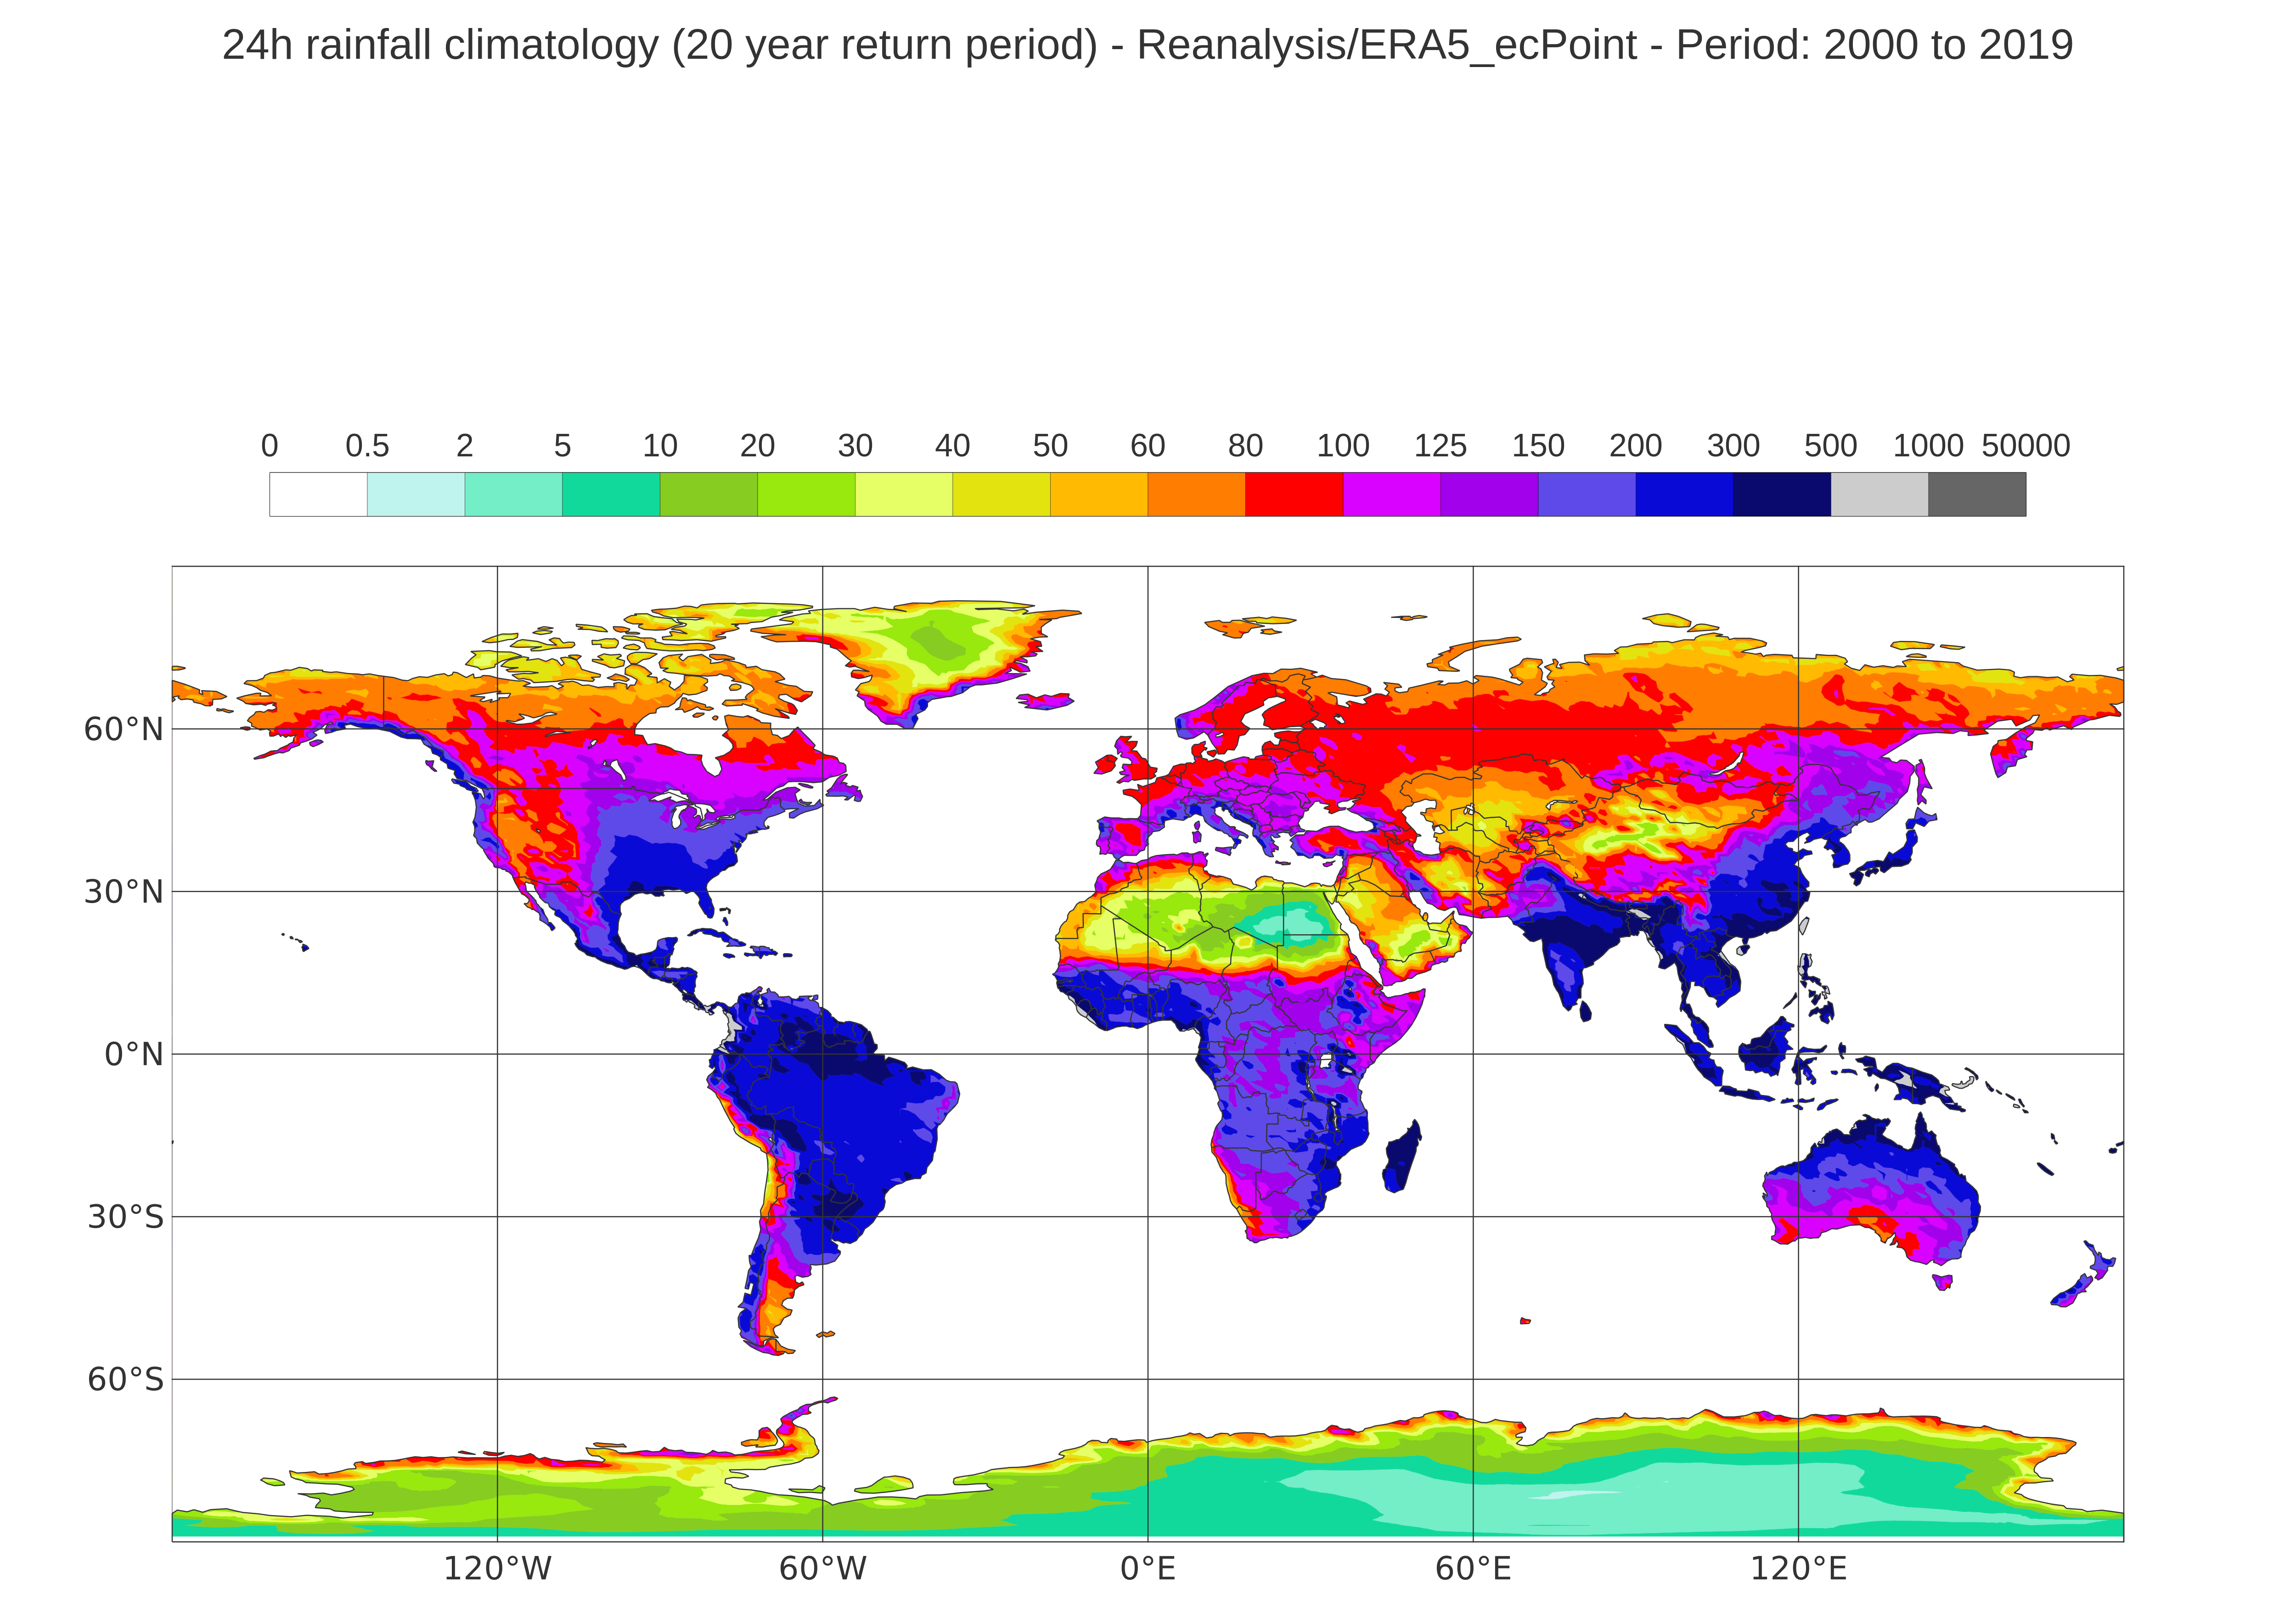 24h rainfall climatology (20 year return period) - Reanalysis/ERA5_ecPoint - Period: 2000 to 2019
0 0.5 2 5 10 20 30 40 50 60 80 100 125 150 200 300 500 1000 50000
60°N
30°N
0°N
30°S
60°S
120°W 60°W 0°E 60°E 120°E